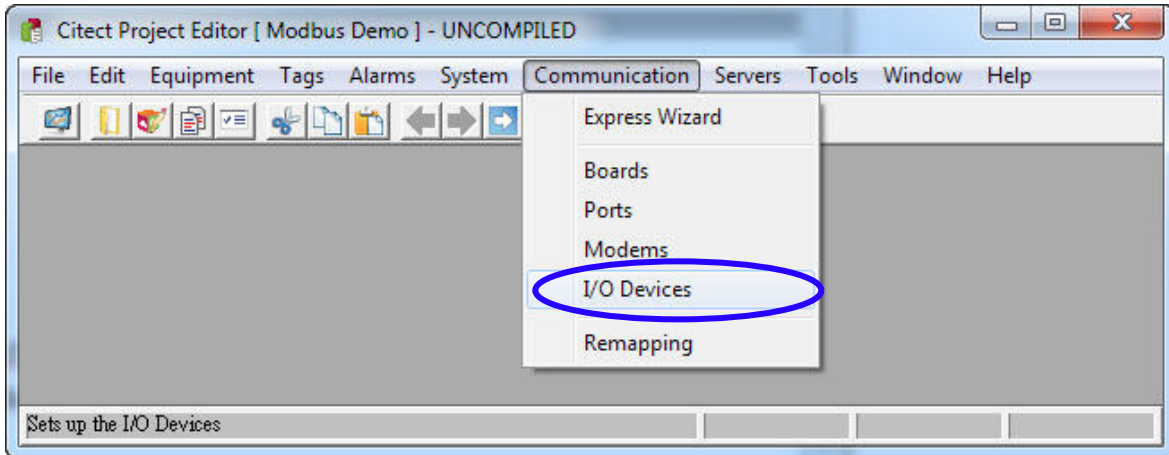 Citect Project Editor [ Modbus Demo ] - UNCOMPILED
File Edit Equipment Tags Alarms System Communication Servers Tools Window Help
Express Wizard
Boards
Ports
Modems
I/O Devices
Remapping
Sets up the I/O Devices